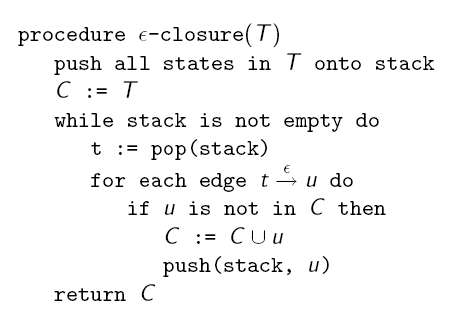 procedure ϵ-closure(T)
push all states in T onto stack
C := T
while stack is not empty do
t := pop(stack)
for each edge t →^ϵ u do
if u is not in C then
C := C ∪ u
push(stack, u)
return C